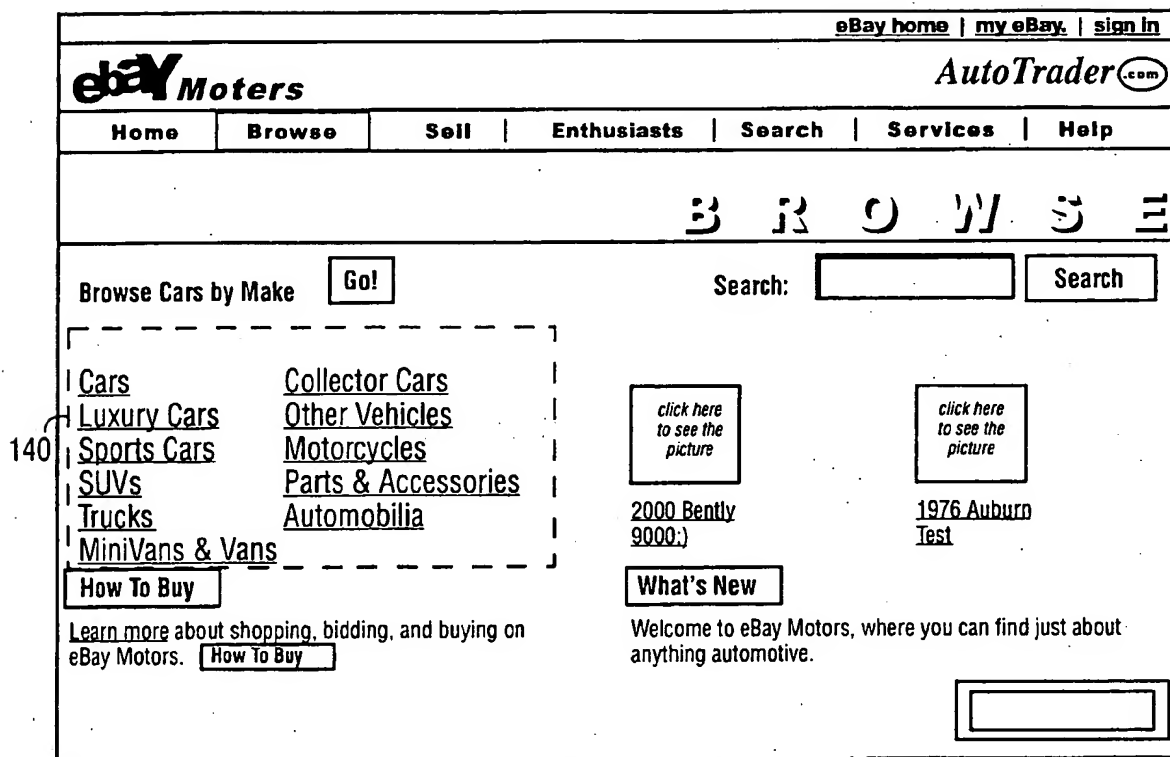 eBay home | my eBay. | sign in
ebaY Moters
AutoTrader.com
Home Browse Sell | Enthusiasts | Search | Services | Help
BROWSE
Browse Cars by Make Go! Search: Search
Cars
Luxury Cars
Sports Cars
SUVs
Trucks
MiniVans & Vans
Collector Cars
Other Vehicles
Motorcycles
Parts & Accessories
Automobilia
140
click here
to see the
picture
2000 Bently
9000;)
click here
to see the
picture
1976 Auburn
Test
How To Buy
Learn more about shopping, bidding, and buying on
eBay Motors. How To Buy
What's New
Welcome to eBay Motors, where you can find just about
anything automotive.